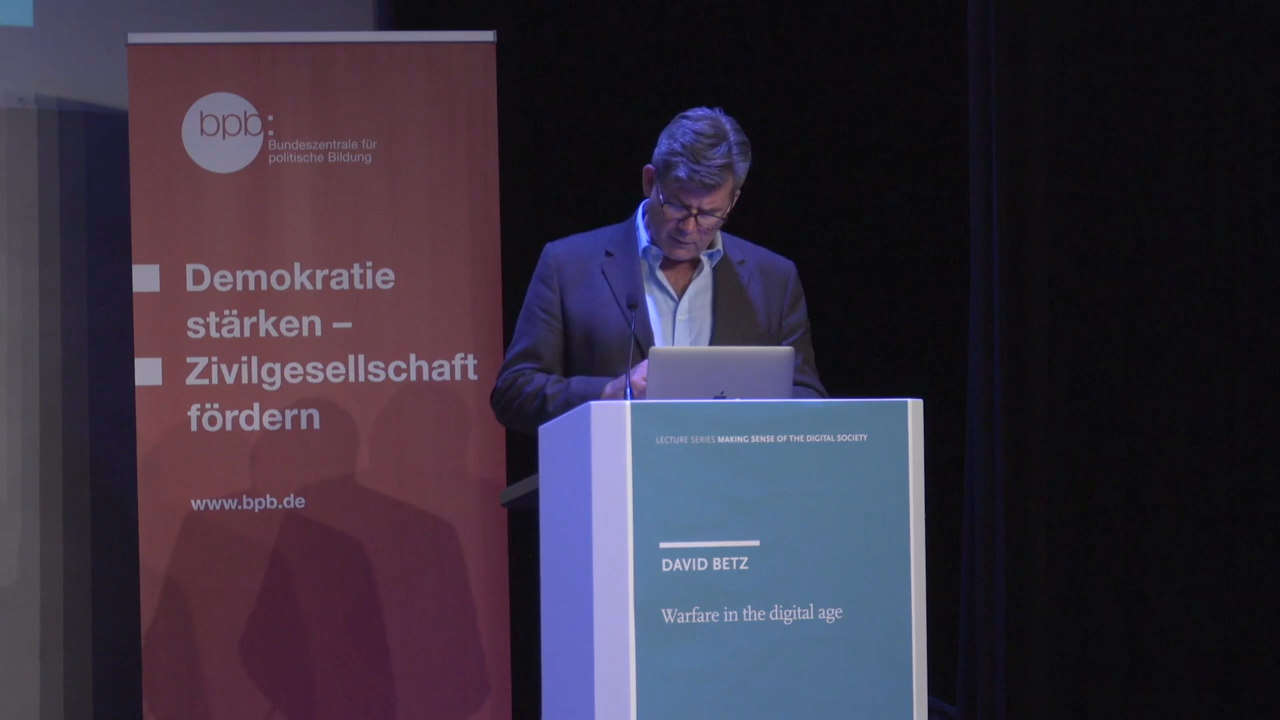 bpb:
Bundeszentrale für
politische Bildung
Demokratie
stärken –
Zivilgesellschaft
fördern
www.bpb.de
LECTURE SERIES MAKING SENSE OF THE DIGITAL SOCIETY
DAVID BETZ
Warfare in the digital age